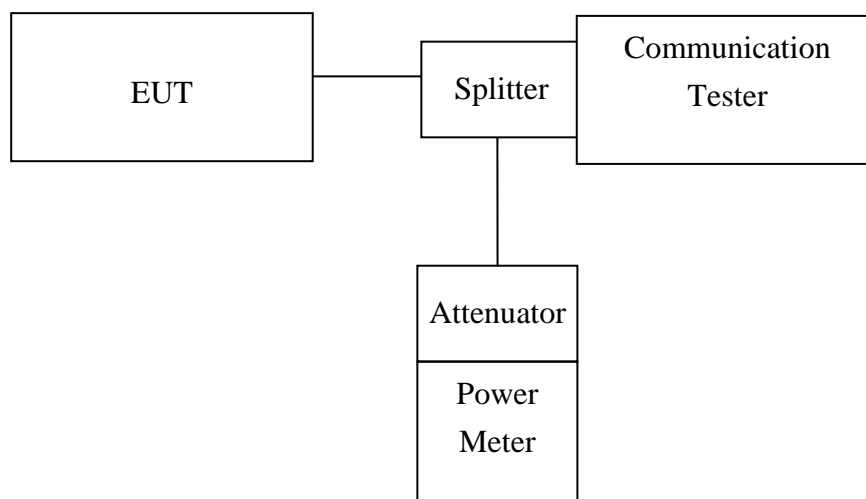 EUT
Splitter
Communication
Tester
Attenuator
Power
Meter